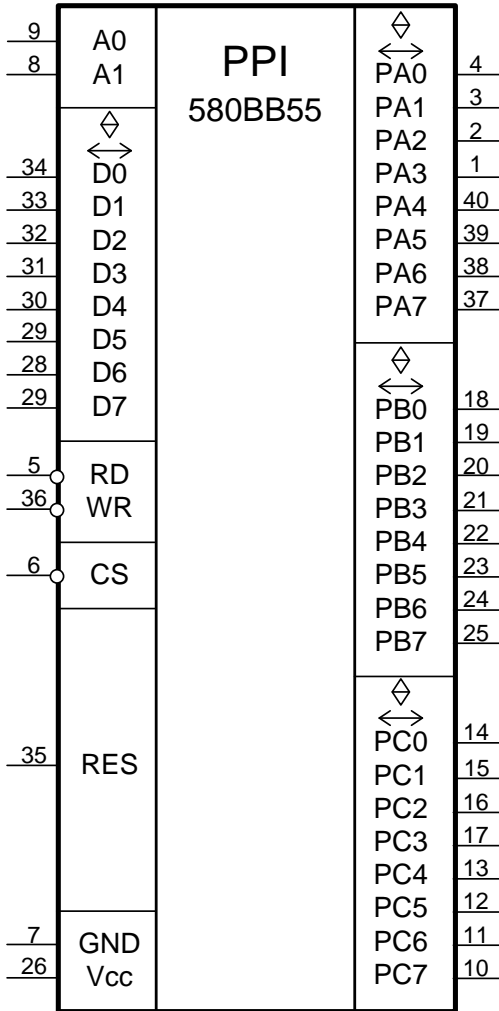 PPI
580BB55
9 A0
8 A1
34 D0
33 D1
32 D2
31 D3
30 D4
29 D5
28 D6
29 D7
5 RD
36 WR
6 CS
35 RES
7 GND
26 Vcc
PA0 4
PA1 3
PA2 2
PA3 1
PA4 40
PA5 39
PA6 38
PA7 37
PB0 18
PB1 19
PB2 20
PB3 21
PB4 22
PB5 23
PB6 24
PB7 25
PC0 14
PC1 15
PC2 16
PC3 17
PC4 13
PC5 12
PC6 11
PC7 10